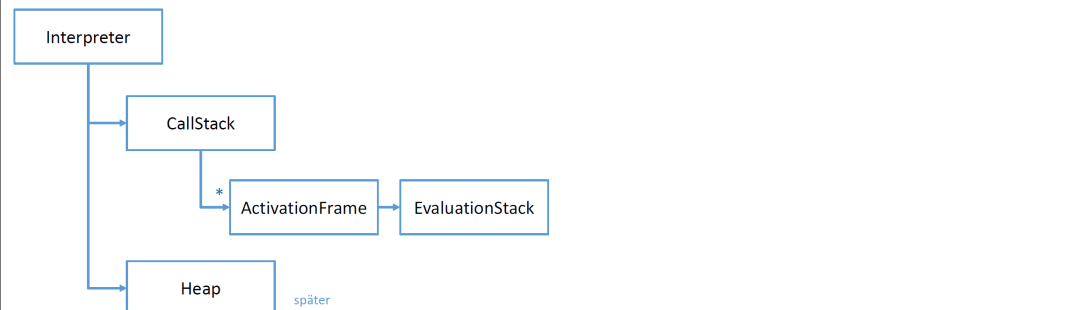 Interpreter
CallStack
*
ActivationFrame
EvaluationStack
Heap
später